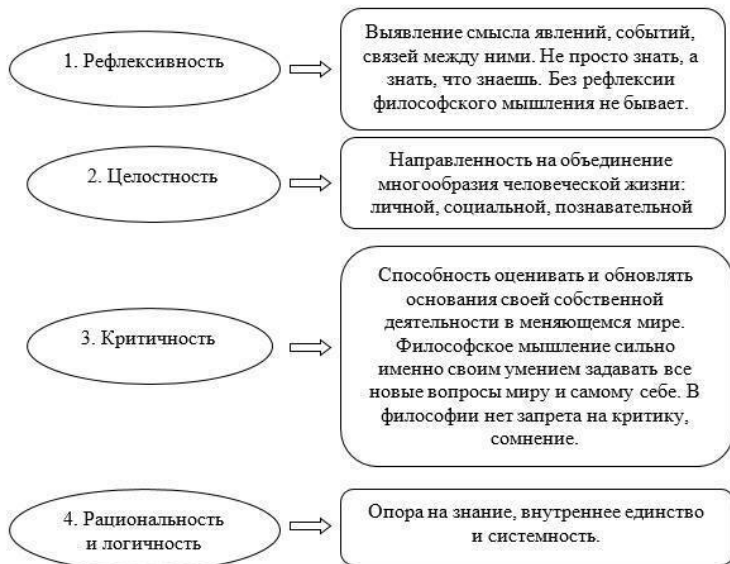 1. Рефлексивность
Выявление смысла явлений, событий,
связей между ними. Не просто знать, а
знать, что знаешь. Без рефлексии
философского мышления не бывает.
2. Целостность
Направленность на объединение
многообразия человеческой жизни:
личной, социальной, познавательной
3. Критичность
Способность оценивать и обновлять
основания своей собственной
деятельности в меняющемся мире.
Философское мышление сильно
именно своим умением задавать все
новые вопросы миру и самому себе. В
философии нет запрета на критику,
сомнение.
4. Рациональность
и логичность
Опора на знание, внутреннее единство
и системность.